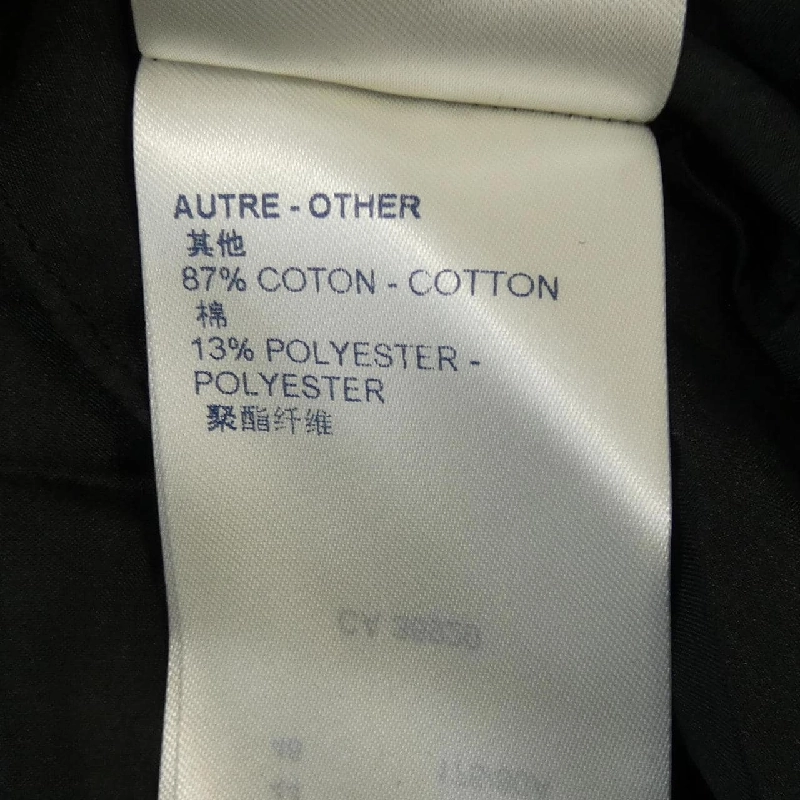 AUTRE - OTHER
其他
87% COTON - COTTON
棉
13% POLYESTER -
POLYESTER
聚酯纤维